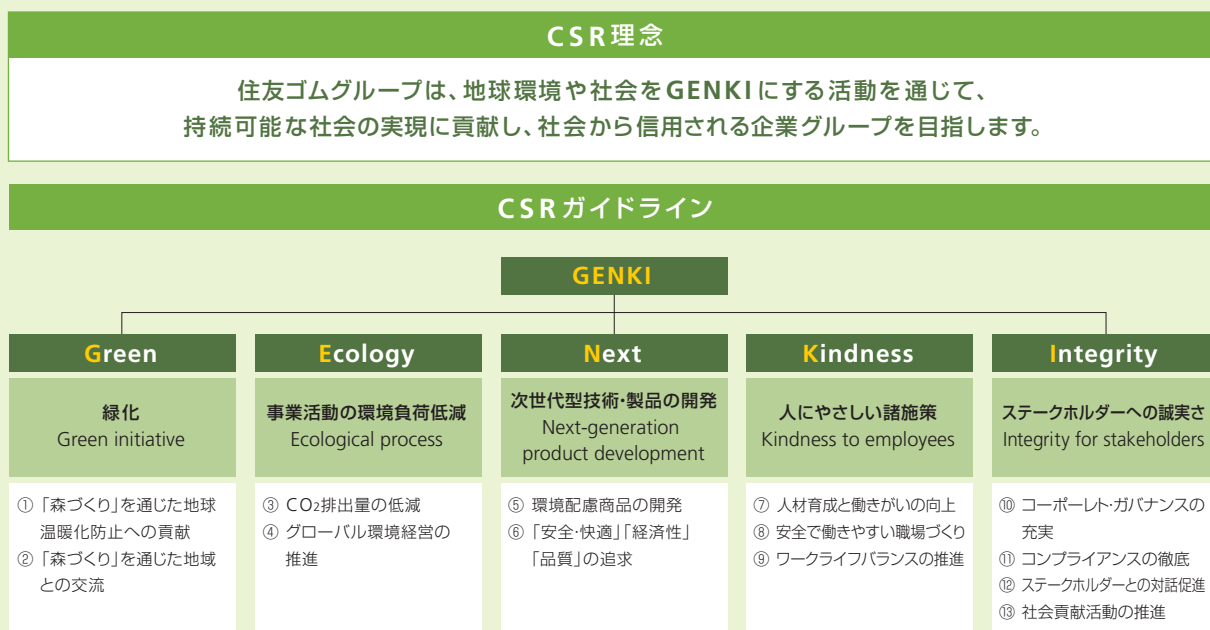 CSR理念
住友ゴムグループは、地球環境や社会をGENKIにする活動を通じて、
持続可能な社会の実現に貢献し、社会から信用される企業グループを目指します。
CSRガイドライン
GENKI
Green
緑化
Green initiative
① 「森づくり」を通じた地球
温暖化防止への貢献
② 「森づくり」を通じた地域
との交流
Ecology
事業活動の環境負荷低減
Ecological process
③ CO₂排出量の低減
④ グローバル環境経営の
推進
Next
次世代型技術・製品の開発
Next-generation
product development
⑤ 環境配慮商品の開発
⑥ 「安全・快適」「経済性」
「品質」の追求
Kindness
人にやさしい諸施策
Kindness to employees
⑦ 人材育成と働きがいの向上
⑧ 安全で働きやすい職場づくり
⑨ ワークライフバランスの推進
Integrity
ステークホルダーへの誠実さ
Integrity for stakeholders
⑩ コーポーレト・ガバナンスの
充実
⑪ コンプライアンスの徹底
⑫ ステークホルダーとの対話促進
⑬ 社会貢献活動の推進